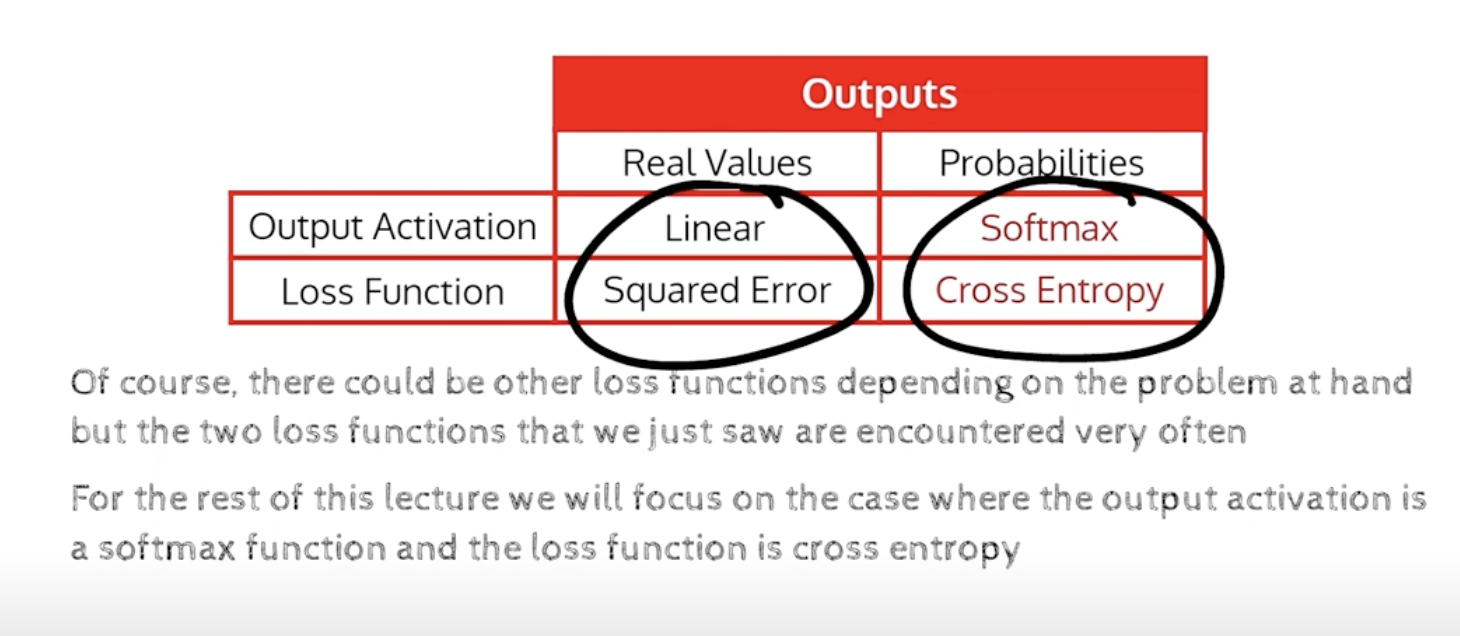 Outputs
Real Values Probabilities
Output Activation Linear Softmax
Loss Function Squared Error Cross Entropy
Of course, there could be other loss functions depending on the problem at hand
but the two loss functions that we just saw are encountered very often
For the rest of this lecture we will focus on the case where the output activation is
a softmax function and the loss function is cross entropy